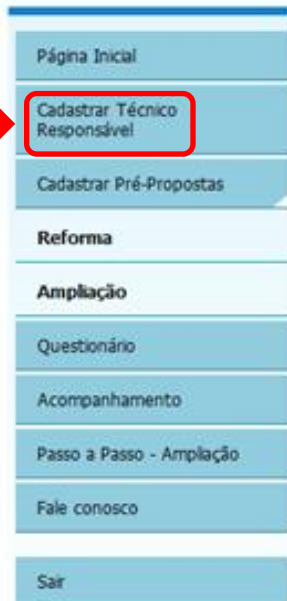 Página Inicial
Cadastrar Técnico
Responsável
Cadastrar Pré-Propostas
Reforma
Ampliação
Questionário
Acompanhamento
Passo a Passo - Ampliação
Fale conosco
Sair